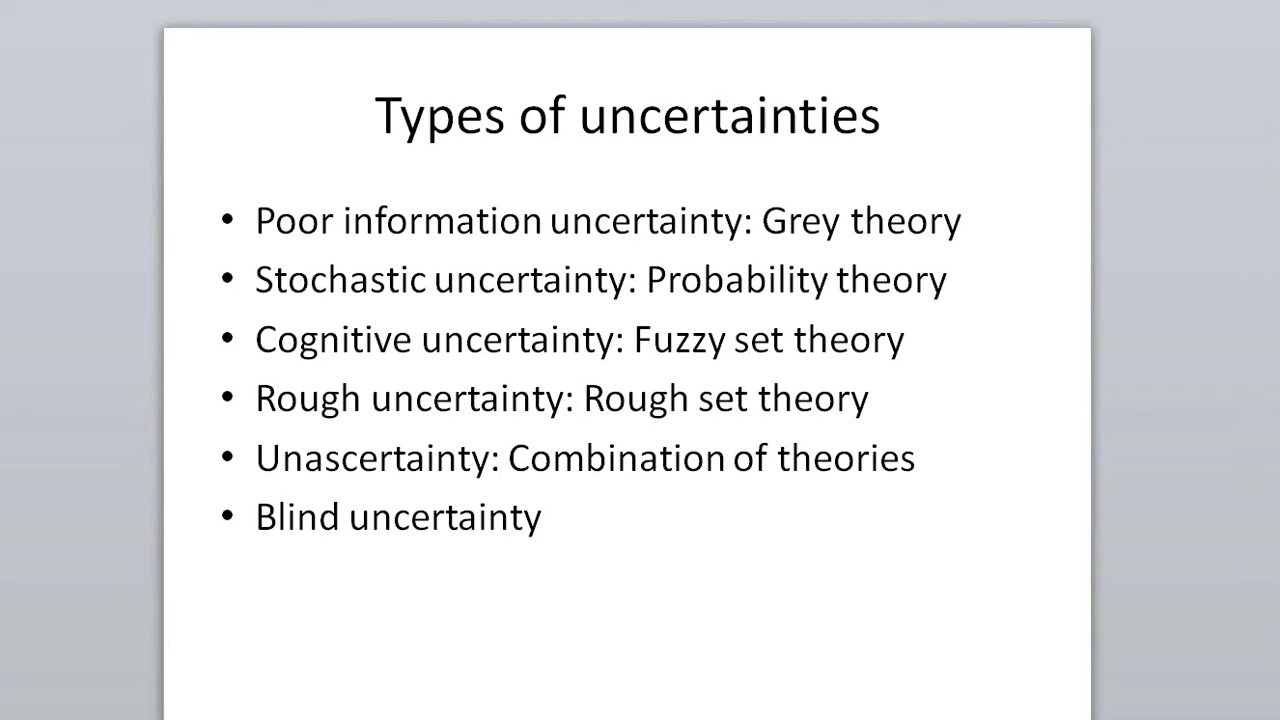 Types of uncertainties
• Poor information uncertainty: Grey theory
• Stochastic uncertainty: Probability theory
• Cognitive uncertainty: Fuzzy set theory
• Rough uncertainty: Rough set theory
• Unascertainty: Combination of theories
• Blind uncertainty